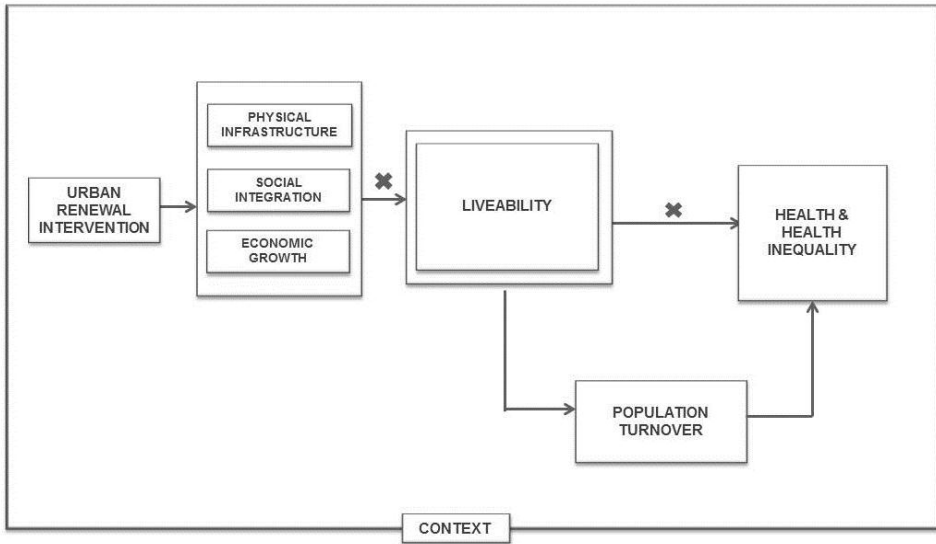 PHYSICAL
INFRASTRUCTURE
URBAN
RENEWAL
INTERVENTION
SOCIAL
INTEGRATION
ECONOMIC
GROWTH
LIVEABILITY
HEALTH &
HEALTH
INEQUALITY
POPULATION
TURNOVER
CONTEXT